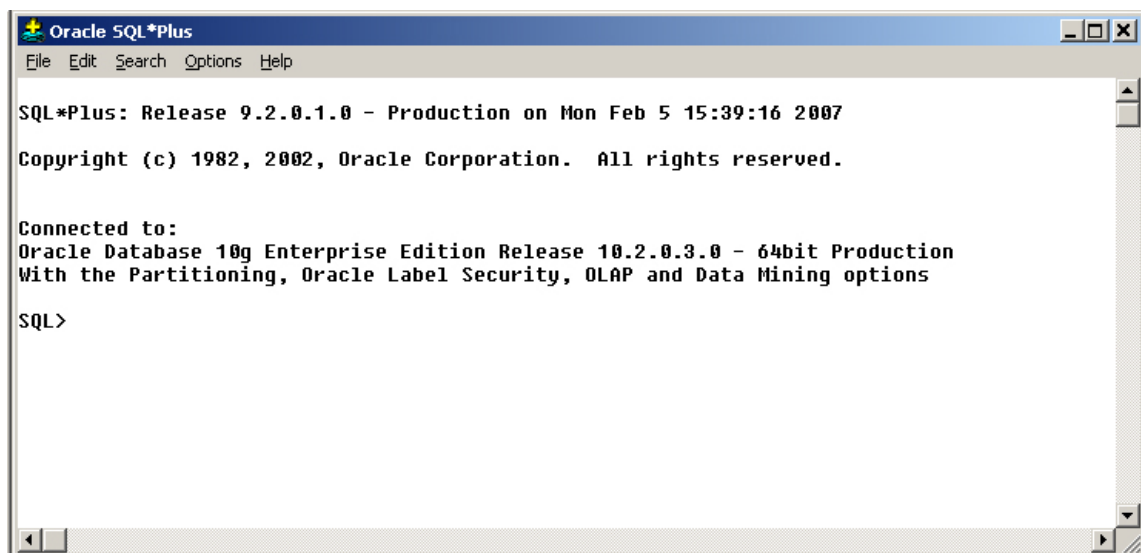 Oracle SQL*Plus
File Edit Search Options Help
SQL*Plus: Release 9.2.0.1.0 - Production on Mon Feb 5 15:39:16 2007
Copyright (c) 1982, 2002, Oracle Corporation.  All rights reserved.
Connected to:
Oracle Database 10g Enterprise Edition Release 10.2.0.3.0 - 64bit Production
With the Partitioning, Oracle Label Security, OLAP and Data Mining options
SQL>